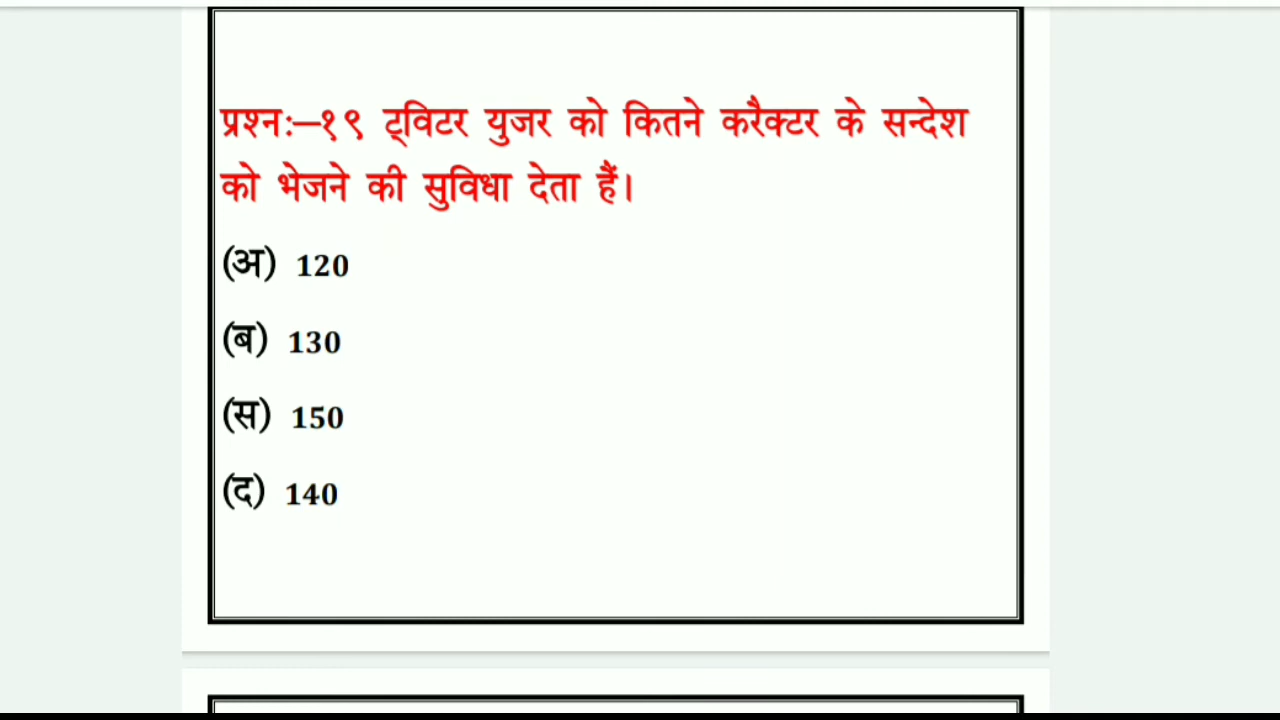 प्रश्नः–१९ ट्विटर युजर को कितने करैक्टर के सन्देश
को भेजने की सुविधा देता हैं।
(अ) 120
(ब) 130
(स) 150
(द) 140